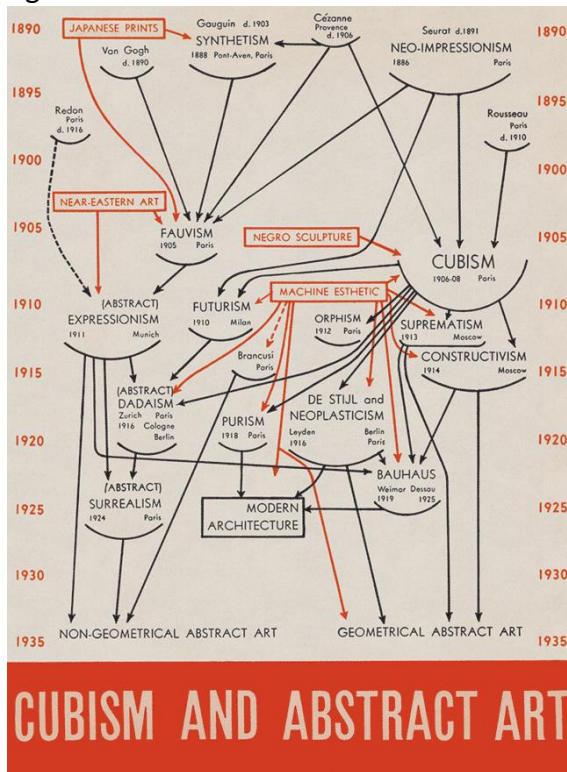 JAPANESE PRINTS
Gauguin d. 1903
SYNTHETISM
1888 Pont-Aven, Paris
Cézanne
Provence
d. 1906
Seurat d.1891
NEO-IMPRESSIONISM
1886 Paris
1890
1890
Van Gogh
d. 1890
1895
1895
Redon
Paris
d. 1916
Rousseau
Paris
d. 1910
1900
1900
NEAR-EASTERN ART
1905
1905
FAUVISM
1905 Paris
NEGRO SCULPTURE
CUBISM
1906-08 Paris
1910
1910
(ABSTRACT)
EXPRESSIONISM
1911 Munich
FUTURISM
1910 Milan
MACHINE ESTHETIC
ORPHISM
1912 Paris
SUPREMATISM
1913 Moscow
CONSTRUCTIVISM
1914 Moscow
Brancusi
Paris
1915
1915
(ABSTRACT)
DADAISM
Zurich Paris
1916 Cologne
Berlin
PURISM
1918 Paris
DE STIJL and
NEOPLASTICISM
Leyden Berlin
1916 Paris
1920
1920
BAUHAUS
Weimar Dessau
1919 1925
(ABSTRACT)
SURREALISM
1924 Paris
MODERN
ARCHITECTURE
1925
1925
1930
1930
1935
NON-GEOMETRICAL ABSTRACT ART
GEOMETRICAL ABSTRACT ART
1935
CUBISM AND ABSTRACT ART